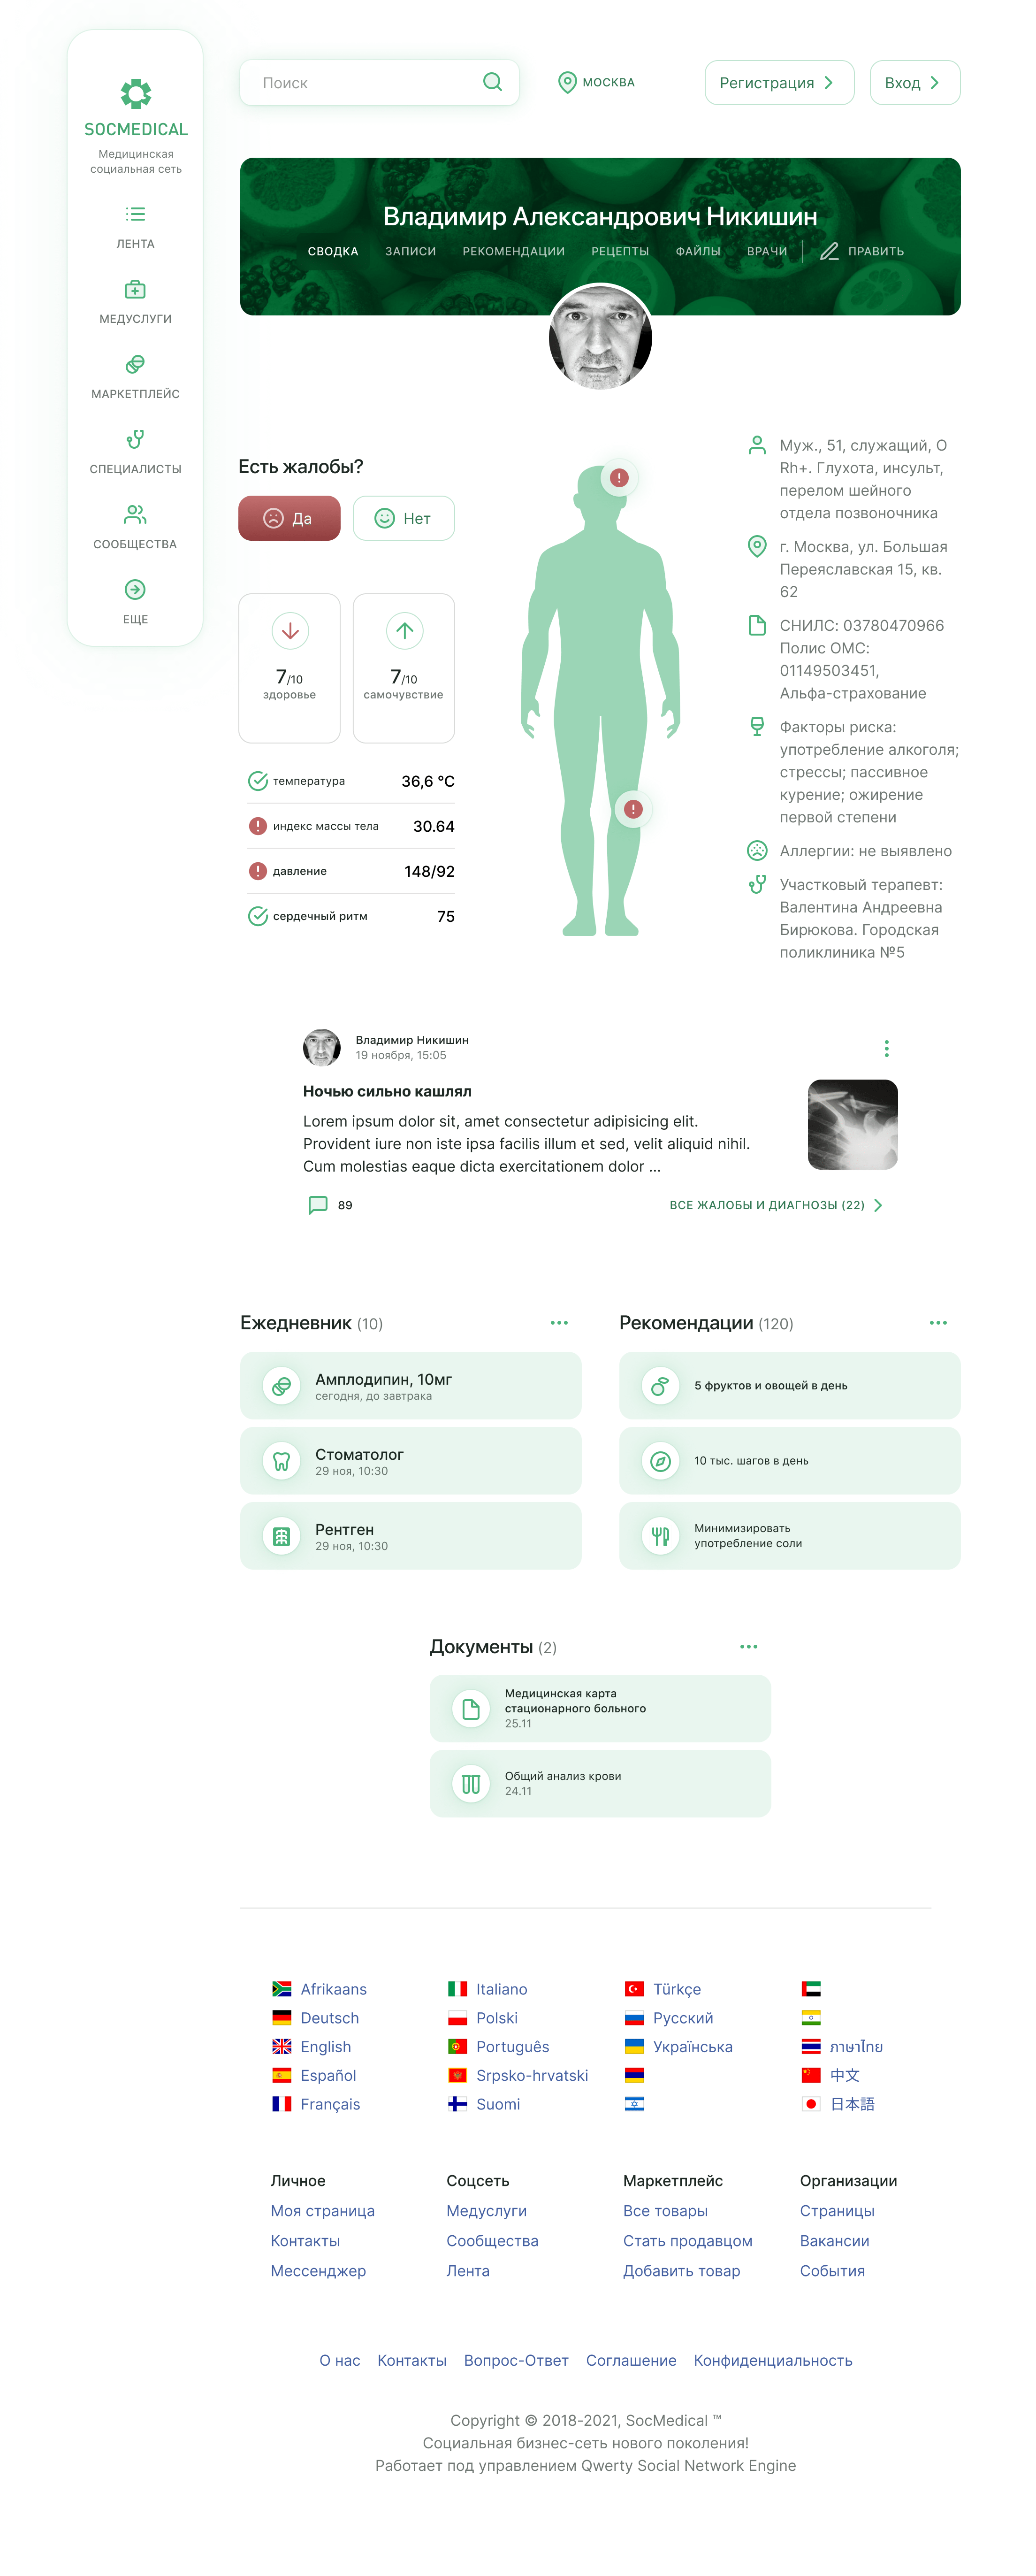 SOCMEDICAL
Медицинская
социальная сеть
ЛЕНТА
МЕДУСЛУГИ
МАРКЕТПЛЕЙС
СПЕЦИАЛИСТЫ
СООБЩЕСТВА
ЕЩЕ
Поиск
МОСКВА
Регистрация
Вход
Владимир Александрович Никишин
СВОДКА ЗАПИСИ РЕКОМЕНДАЦИИ РЕЦЕПТЫ ФАЙЛЫ ВРАЧИ ПРАВИТЬ
Есть жалобы?
Да
Нет
7/10
здоровье
7/10
самочувствие
температура 36,6 °C
индекс массы тела 30.64
давление 148/92
сердечный ритм 75
Муж., 51, служащий, O
Rh+. Глухота, инсульт,
перелом шейного
отдела позвоночника
г. Москва, ул. Большая
Переяславская 15, кв.
62
СНИЛС: 03780470966
Полис ОМС:
01149503451,
Альфа-страхование
Факторы риска:
употребление алкоголя;
стрессы; пассивное
курение; ожирение
первой степени
Аллергии: не выявлено
Участковый терапевт:
Валентина Андреевна
Бирюкова. Городская
поликлиника №5
Владимир Никишин
19 ноября, 15:05
Ночью сильно кашлял
Lorem ipsum dolor sit, amet consectetur adipisicing elit.
Provident iure non iste ipsa facilis illum et sed, velit aliquid nihil.
Cum molestias eaque dicta exercitationem dolor ...
89
ВСЕ ЖАЛОБЫ И ДИАГНОЗЫ (22)
Ежедневник (10)
Амплодипин, 10мг
сегодня, до завтрака
Стоматолог
29 ноя, 10:30
Рентген
29 ноя, 10:30
Рекомендации (120)
5 фруктов и овощей в день
10 тыс. шагов в день
Минимизировать
употребление соли
Документы (2)
Медицинская карта
стационарного больного
25.11
Общий анализ крови
24.11
Afrikaans
Deutsch
English
Español
Français
Italiano
Polski
Português
Srpsko-hrvatski
Suomi
Türkçe
Русский
Українська
ภาษาไทย
中文
日本語
Личное
Моя страница
Контакты
Мессенджер
Соцсеть
Медуслуги
Сообщества
Лента
Маркетплейс
Все товары
Стать продавцом
Добавить товар
Организации
Страницы
Вакансии
События
О нас Контакты Вопрос-Ответ Соглашение Конфиденциальность
Copyright © 2018-2021, SocMedical ™
Социальная бизнес-сеть нового поколения!
Работает под управлением Qwerty Social Network Engine